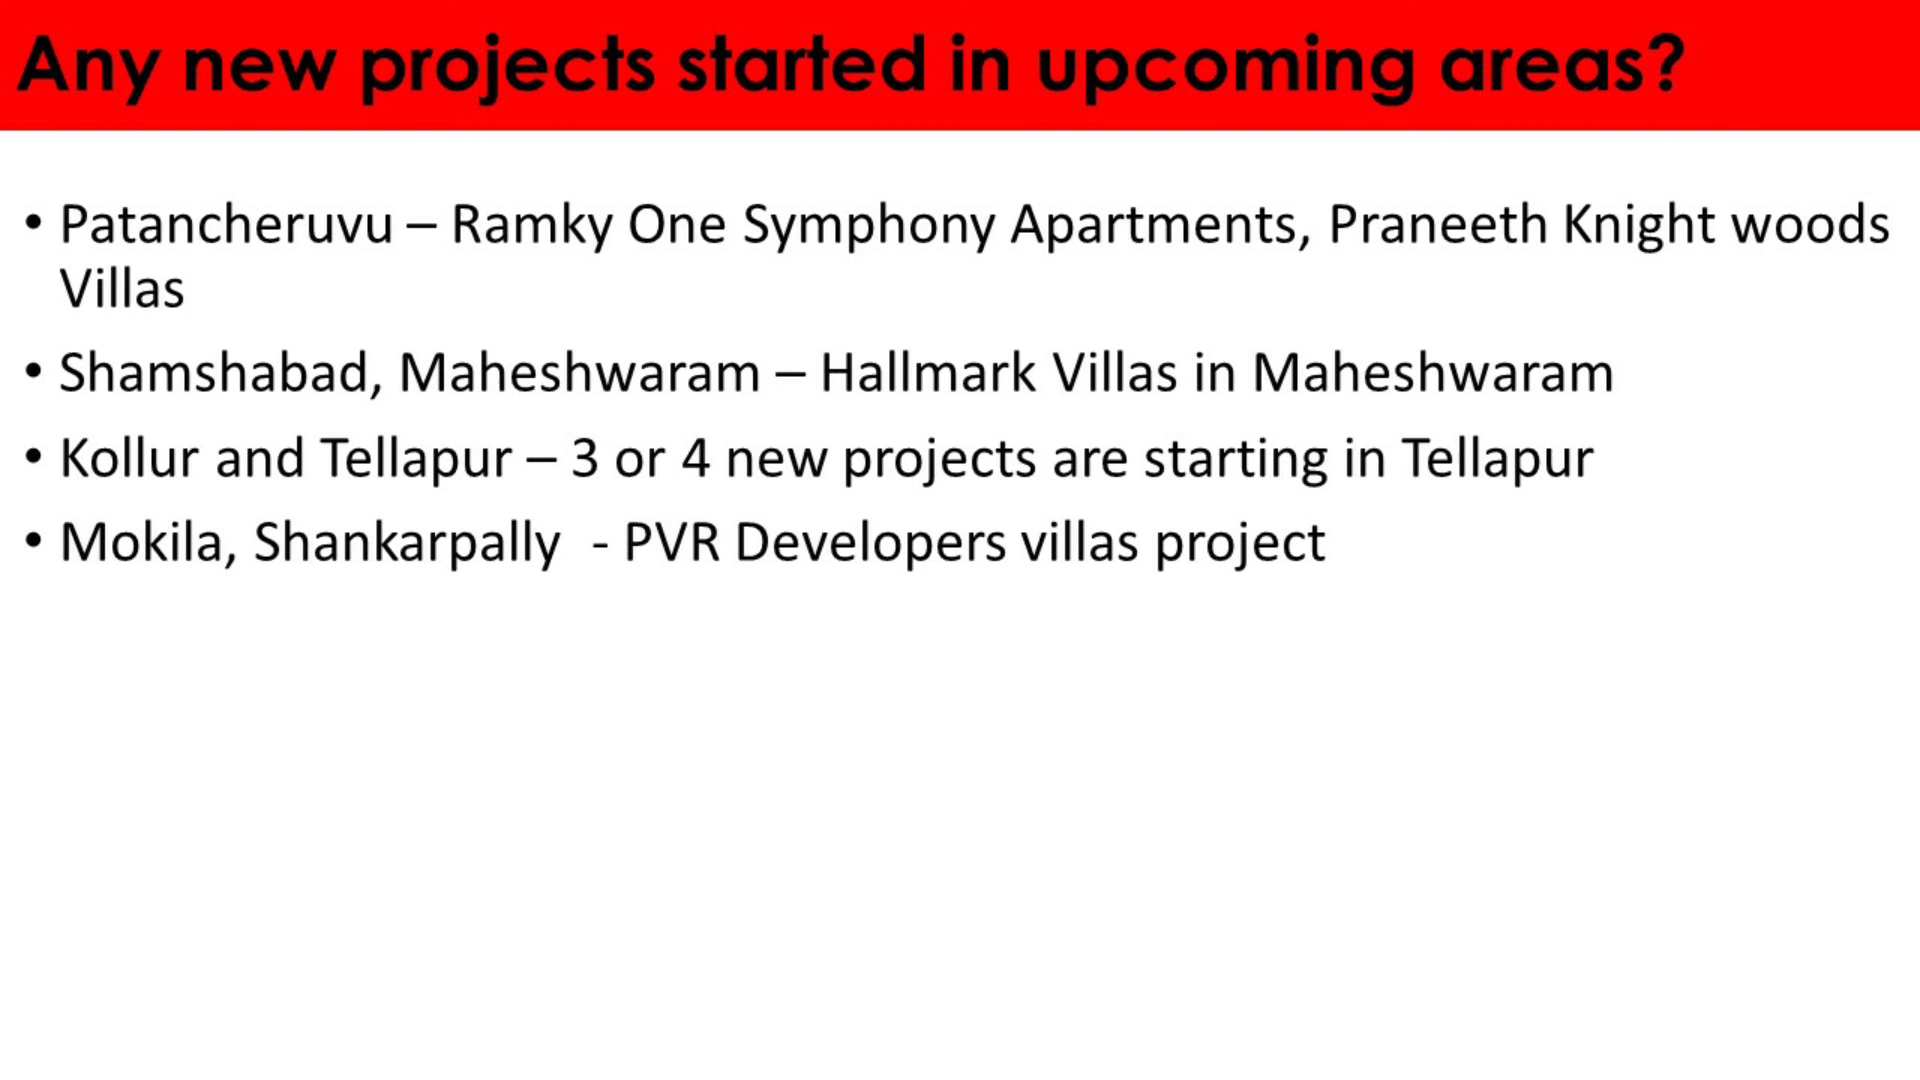 Any new projects started in upcoming areas?
• Patancheruvu – Ramky One Symphony Apartments, Praneeth Knight woods
Villas
• Shamshabad, Maheshwaram – Hallmark Villas in Maheshwaram
• Kollur and Tellapur – 3 or 4 new projects are starting in Tellapur
• Mokila, Shankarpally  - PVR Developers villas project